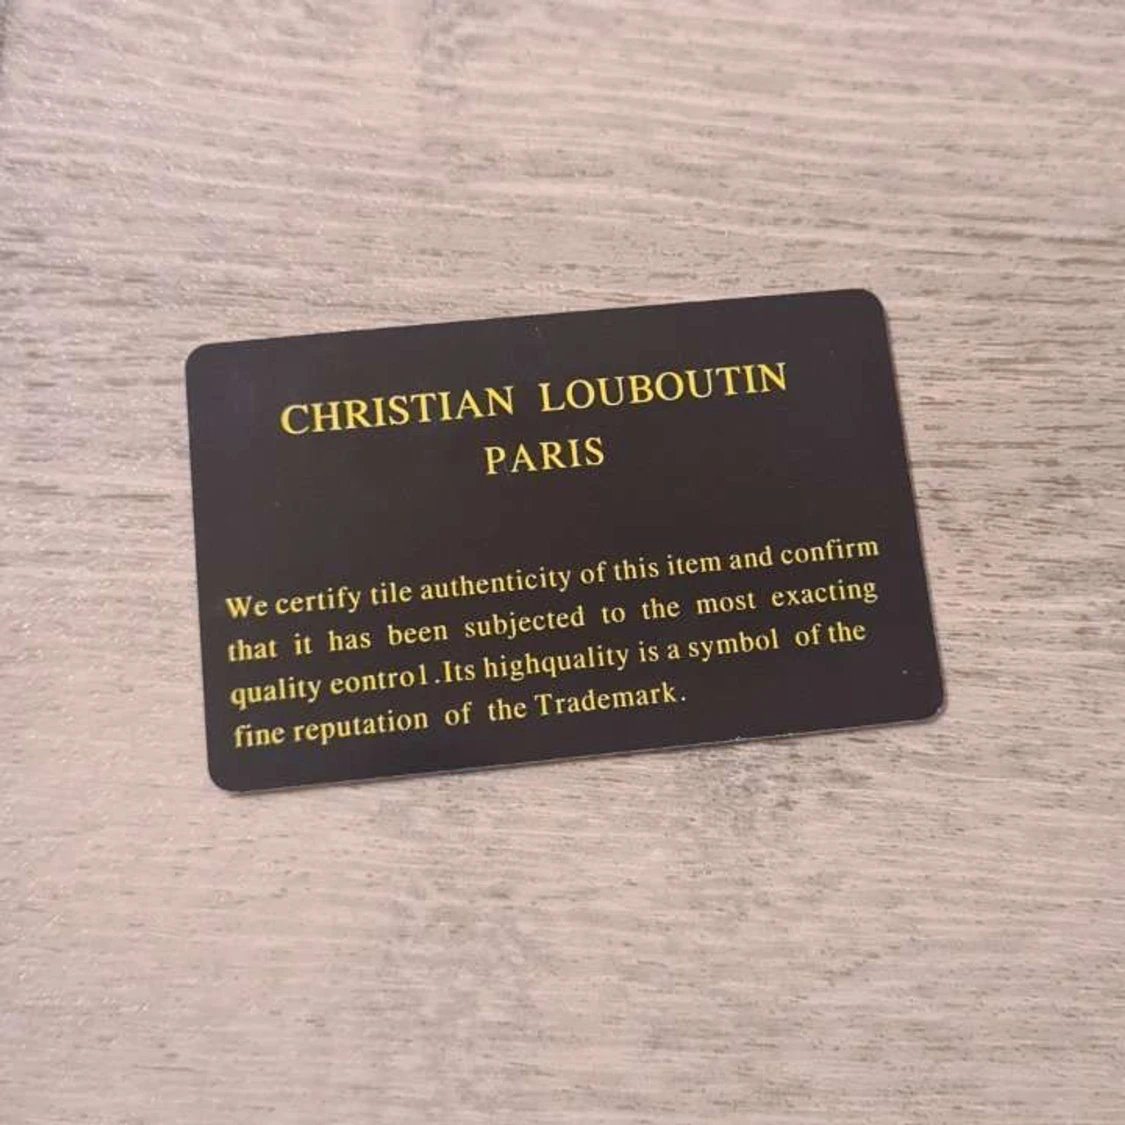 CHRISTIAN LOUBOUTIN
PARIS
We certify tile authenticity of this item and confirm
that it has been subjected to the most exacting
quality eontrol.Its highquality is a symbol of the
fine reputation of the Trademark.